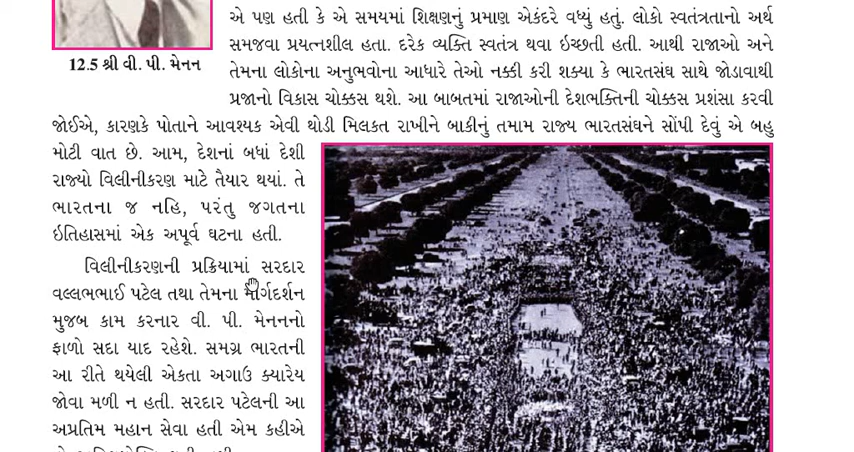 એ પણ હતી કે એ સમયમાં શિક્ષણનું પ્રમાણ એકંદરે વધ્યું હતું. લોકો સ્વતંત્રતાનો અર્થ
સમજવા પ્રયત્નશીલ હતા. દરેક વ્યક્તિ સ્વતંત્ર થવા ઇચ્છતી હતી. આથી રાજાઓ અને
તેમના લોકોના અનુભવોના આધારે તેઓ નક્કી કરી શક્યા કે ભારતસંઘ સાથે જોડાવાથી
પ્રજાનો વિકાસ ચોક્કસ થશે. આ બાબતમાં રાજાઓની દેશભક્તિની ચોક્કસ પ્રશંસા કરવી
12.5 શ્રી વી. પી. મેનન
જોઈએ, કારણકે પોતાને આવશ્યક એવી થોડી મિલકત રાખીને બાકીનું તમામ રાજ્ય ભારતસંઘને સોંપી દેવું એ બહુ
મોટી વાત છે. આમ, દેશનાં બધાં દેશી
રાજ્યો વિલીનીકરણ માટે તૈયાર થયાં. તે
ભારતના જ નહિ, પરંતુ જગતના
ઇતિહાસમાં એક અપૂર્વ ઘટના હતી.
વિલીનીકરણની પ્રક્રિયામાં સરદાર
વલ્લભભાઈ પટેલ તથા તેમના માર્ગદર્શન
મુજબ કામ કરનાર વી. પી. મેનનનો
ફાળો સદા યાદ રહેશે. સમગ્ર ભારતની
આ રીતે થયેલી એકતા અગાઉ ક્યારેય
જોવા મળી ન હતી. સરદાર પટેલની આ
અપ્રતિમ મહાન સેવા હતી એમ કહીએ